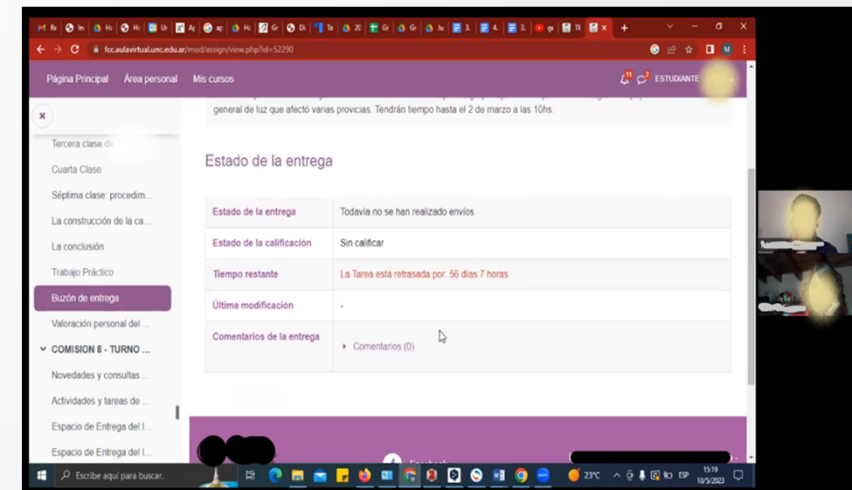 fcc.aulavirtual.unc.edu.ar/mod/assign/view.php?id=52290
Página Principal Área personal Mis cursos
11 2 ESTUDIANTE
general de luz que afectó varias provicias. Tendrán tiempo hasta el 2 de marzo a las 10hs.
Tercera clase de
Cuarta Clase
Séptima clase: procedim...
La construcción de la ca...
La conclusión
Trabajo Práctico
Buzón de entrega
Valoración personal del ...
COMISION 8 - TURNO ...
Novedades y consultas ...
Actividades y tareas de ...
Espacio de Entrega del I...
Espacio de Entrega del I...
Estado de la entrega
Estado de la entrega Todavía no se han realizado envíos
Estado de la calificación Sin calificar
Tiempo restante La Tarea está retrasada por: 56 días 7 horas
Última modificación -
Comentarios de la entrega Comentarios (0)
Facebook
Escribe aquí para buscar.
23°C
ESP
15:19
10/5/2023